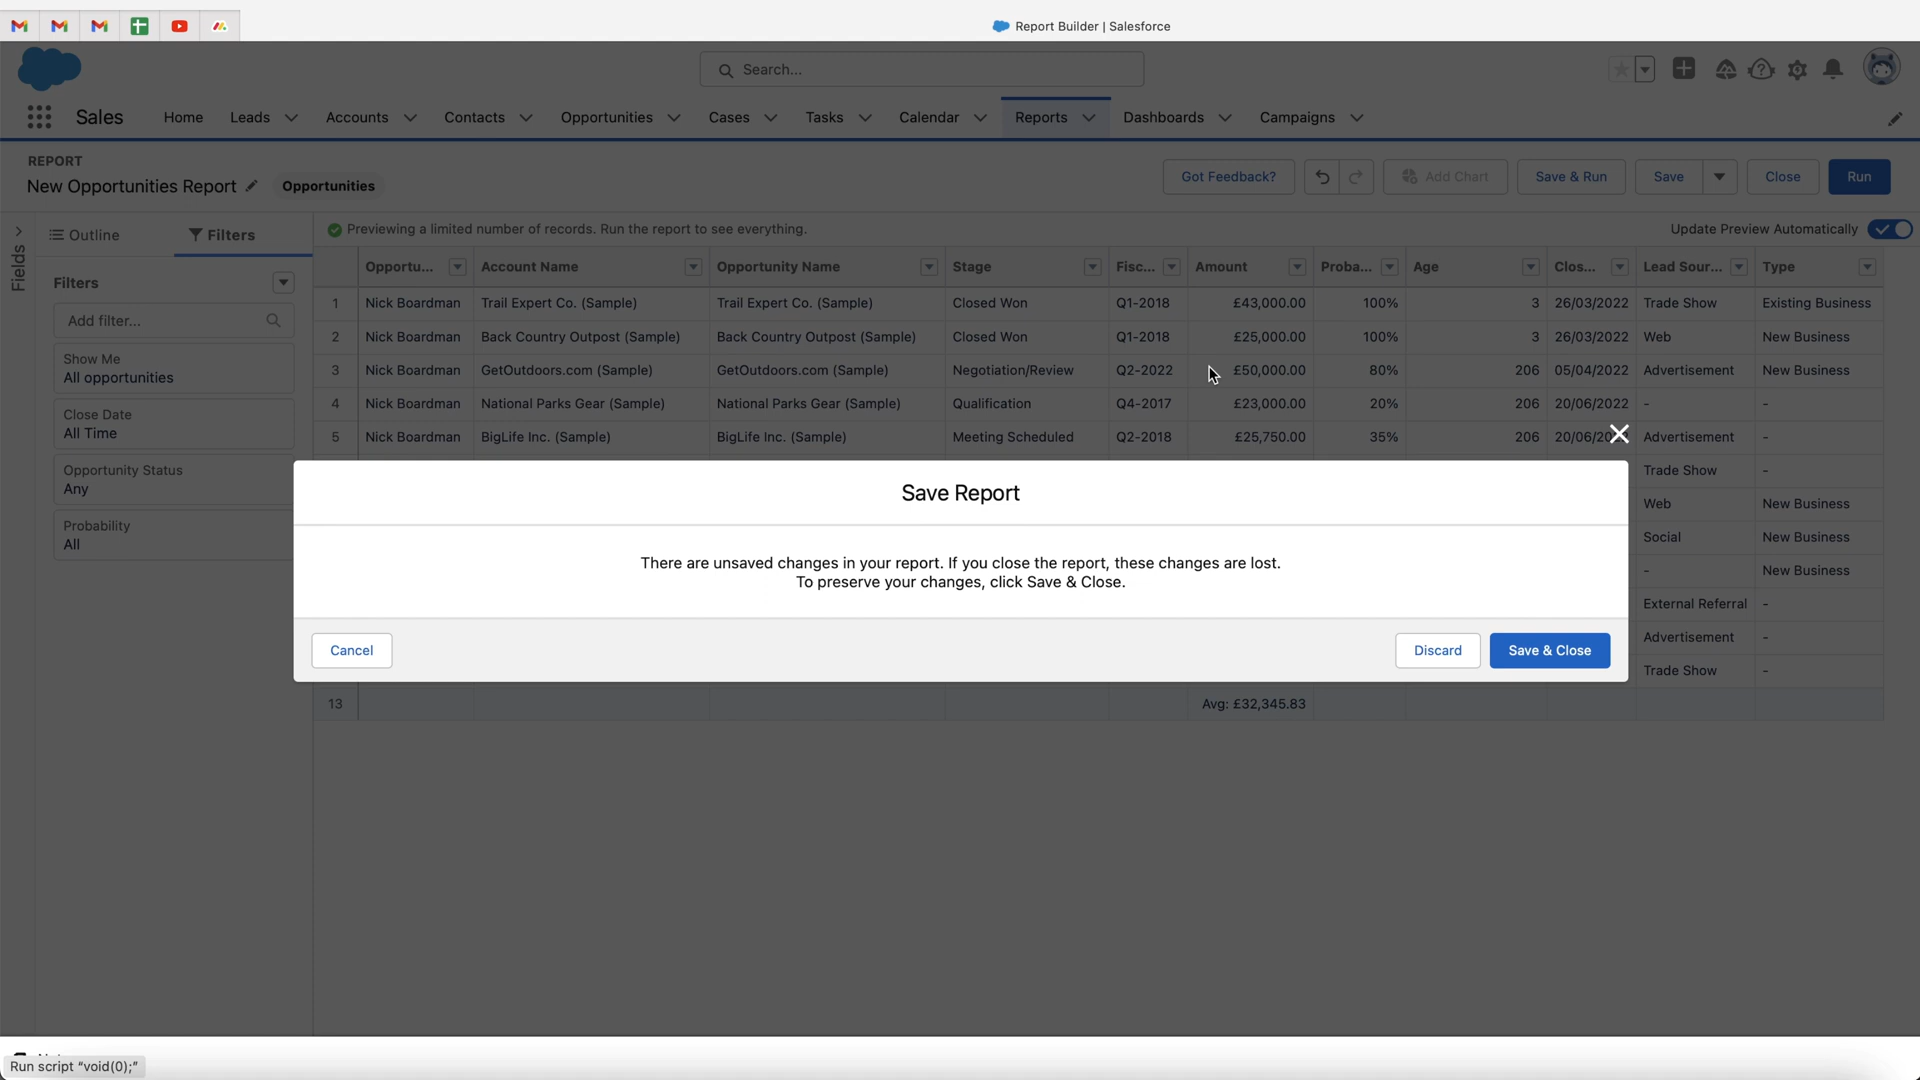 Report Builder | Salesforce
Search...
Sales Home Leads Accounts Contacts Opportunities Cases Tasks Calendar Reports Dashboards Campaigns
REPORT
New Opportunities Report Opportunities
Got Feedback? Add Chart Save & Run Save Close Run
Fields
Outline Filters
Previewing a limited number of records. Run the report to see everything. Update Preview Automatically
Filters
Add filter...
Show Me
All opportunities
Close Date
All Time
Opportunity Status
Any
Probability
All
Opportu... Account Name Opportunity Name Stage Fisc... Amount Proba... Age Clos... Lead Sour... Type
1 Nick Boardman Trail Expert Co. (Sample) Trail Expert Co. (Sample) Closed Won Q1-2018 £43,000.00 100% 3 26/03/2022 Trade Show Existing Business
2 Nick Boardman Back Country Outpost (Sample) Back Country Outpost (Sample) Closed Won Q1-2018 £25,000.00 100% 3 26/03/2022 Web New Business
3 Nick Boardman GetOutdoors.com (Sample) GetOutdoors.com (Sample) Negotiation/Review Q2-2022 £50,000.00 80% 206 05/04/2022 Advertisement New Business
4 Nick Boardman National Parks Gear (Sample) National Parks Gear (Sample) Qualification Q4-2017 £23,000.00 20% 206 20/06/2022 - -
5 Nick Boardman BigLife Inc. (Sample) BigLife Inc. (Sample) Meeting Scheduled Q2-2018 £25,750.00 35% 206 Advertisement -
Trade Show -
Web New Business
Social New Business
- New Business
External Referral -
Advertisement -
Trade Show -
13 Avg: £32,345.83
Save Report
There are unsaved changes in your report. If you close the report, these changes are lost.
To preserve your changes, click Save & Close.
Cancel Discard Save & Close
Run script “void(0);”